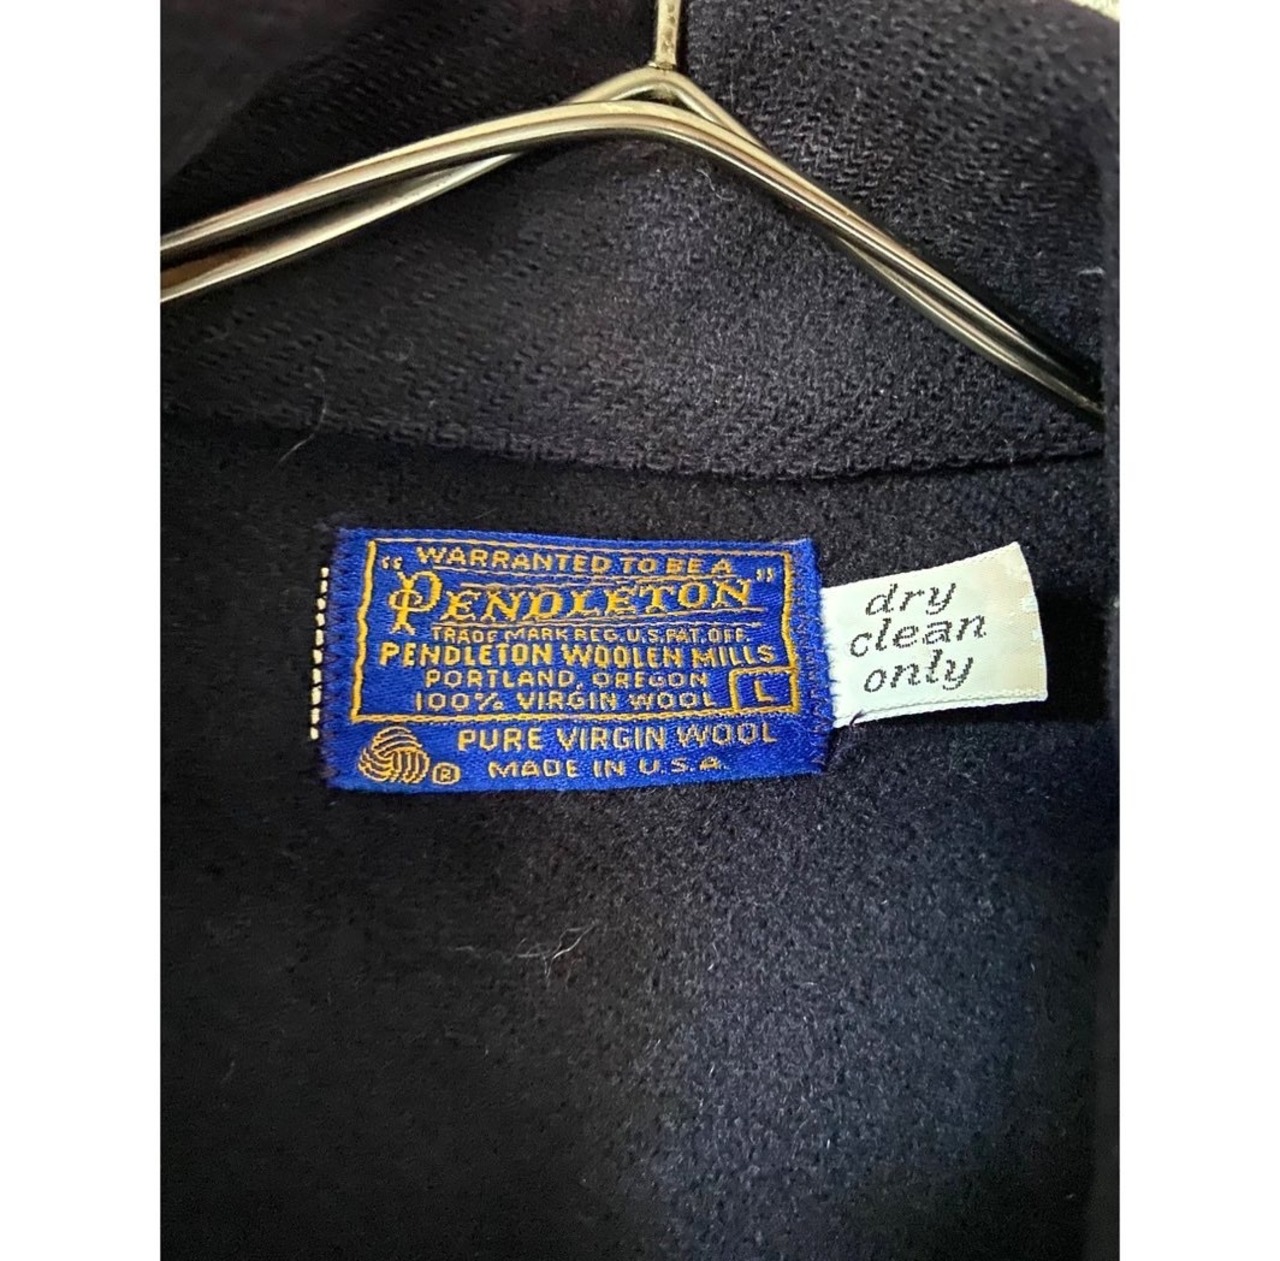 WARRANTED TO BE A
"PENDLETON"
TRADE MARK REG. U.S. PAT. OFF.
PENDLETON WOOLEN MILLS
PORTLAND, OREGON
100% VIRGIN WOOL L
PURE VIRGIN WOOL
® MADE IN U.S.A.
dry
clean
only